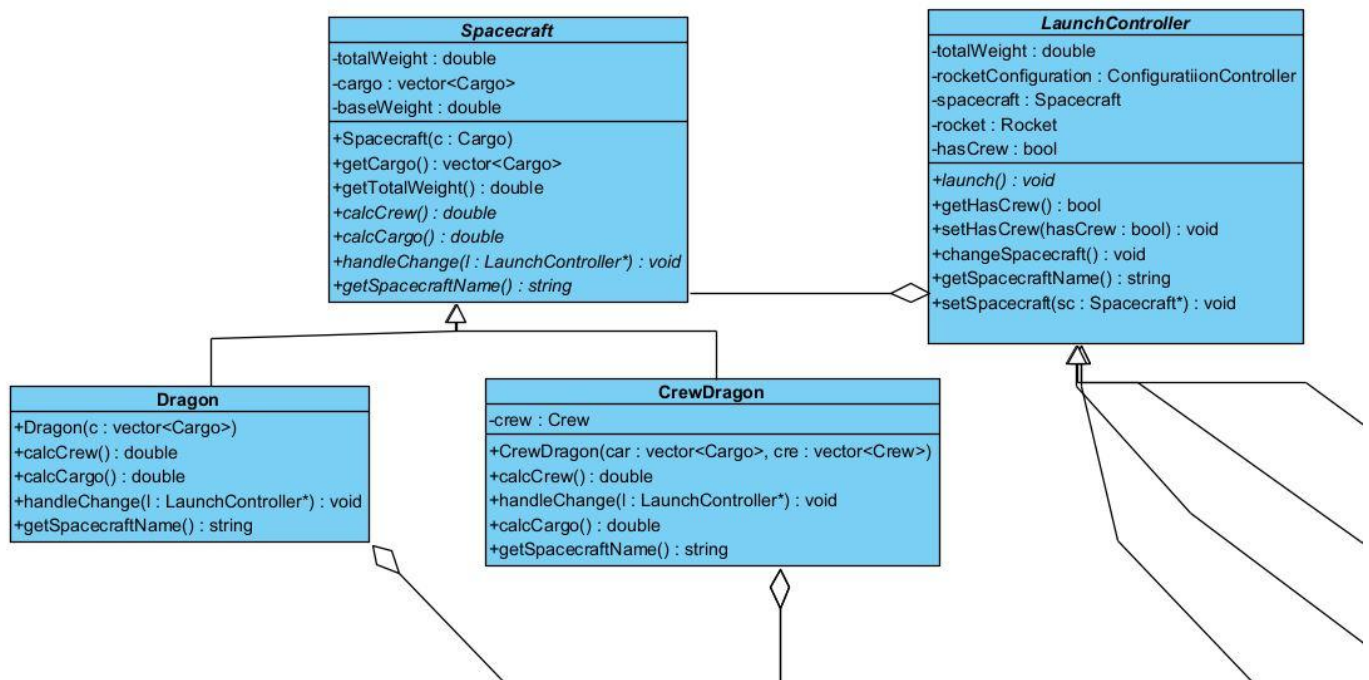 Spacecraft
-totalWeight : double
-cargo : vector<Cargo>
-baseWeight : double
+Spacecraft(c : Cargo)
+getCargo() : vector<Cargo>
+getTotalWeight() : double
+calcCrew() : double
+calcCargo() : double
+handleChange(l : LaunchController*) : void
+getSpacecraftName() : string
LaunchController
-totalWeight : double
-rocketConfiguration : ConfiguratiionController
-spacecraft : Spacecraft
-rocket : Rocket
-hasCrew : bool
+launch() : void
+getHasCrew() : bool
+setHasCrew(hasCrew : bool) : void
+changeSpacecraft() : void
+getSpacecraftName() : string
+setSpacecraft(sc : Spacecraft*) : void
Dragon
+Dragon(c : vector<Cargo>)
+calcCrew() : double
+calcCargo() : double
+handleChange(l : LaunchController*) : void
+getSpacecraftName() : string
CrewDragon
-crew : Crew
+CrewDragon(car : vector<Cargo>, cre : vector<Crew>)
+calcCrew() : double
+handleChange(l : LaunchController*) : void
+calcCargo() : double
+getSpacecraftName() : string